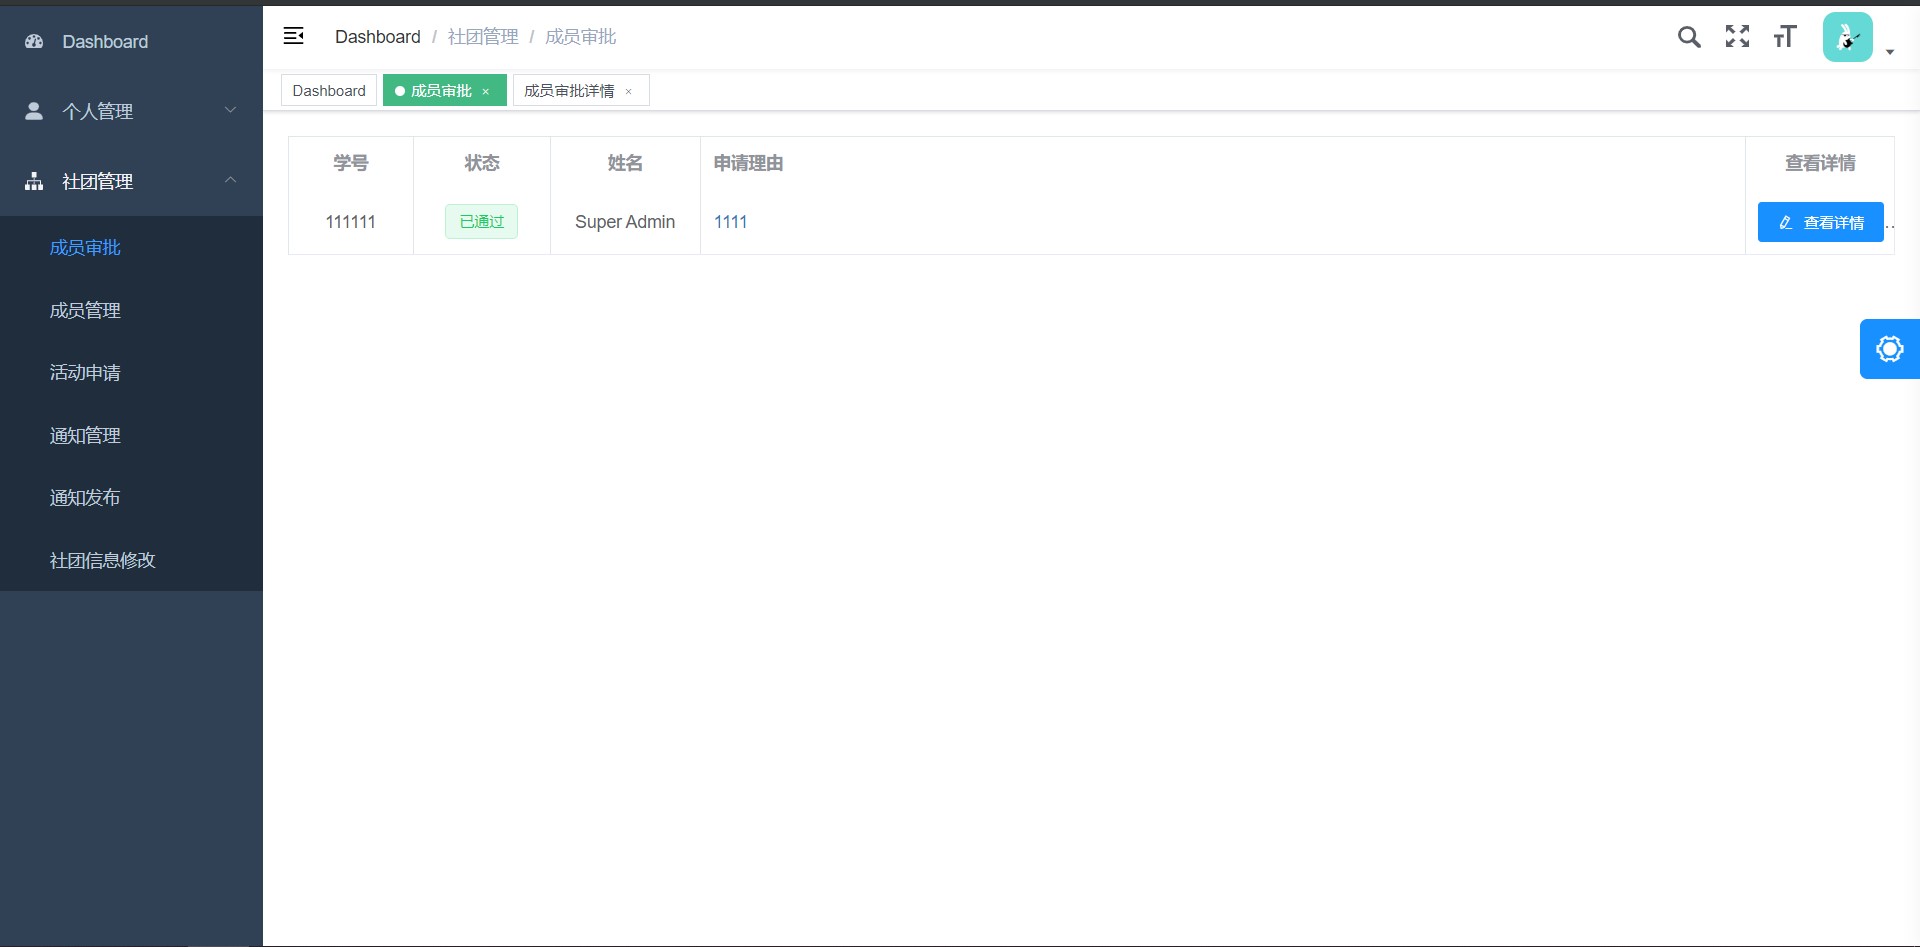 Dashboard
个人管理
社团管理
成员审批
成员管理
活动申请
通知管理
通知发布
社团信息修改
Dashboard / 社团管理 / 成员审批
Dashboard 成员审批 × 成员审批详情 ×
学号 状态 姓名 申请理由 查看详情
111111 已通过 Super Admin 1111 查看详情 ..